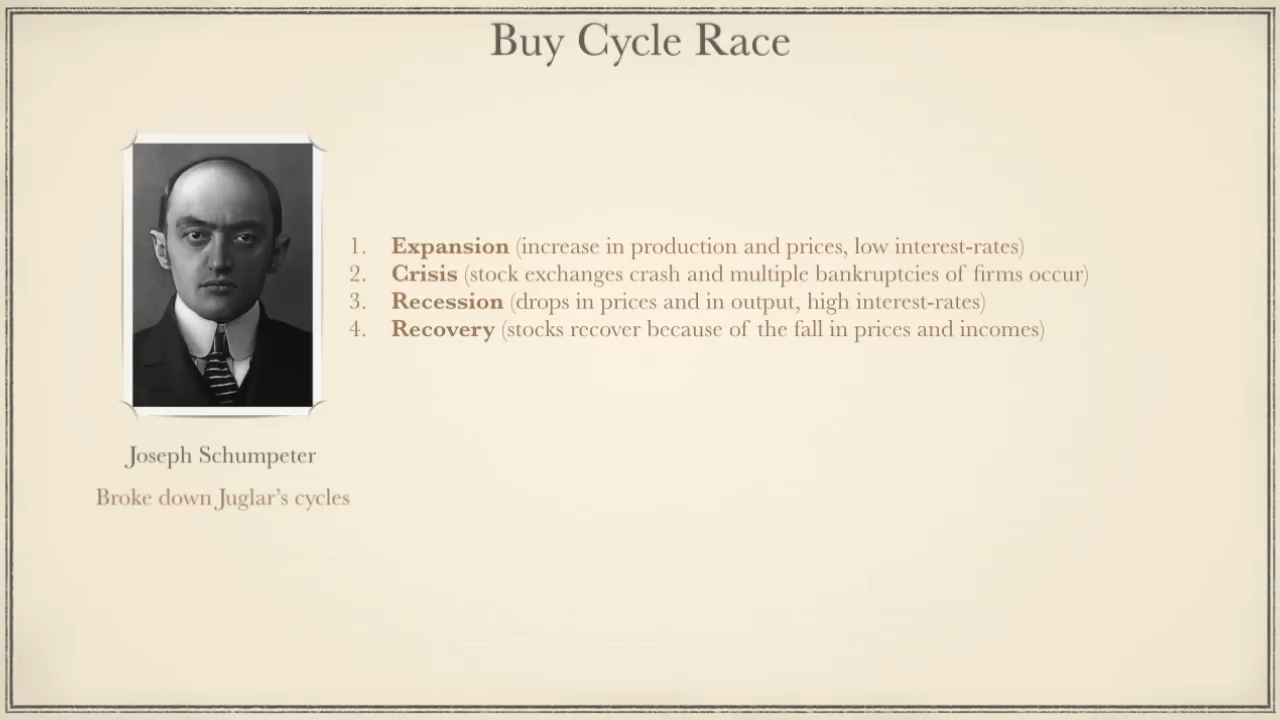 Buy Cycle Race
1. Expansion (increase in production and prices, low interest-rates)
2. Crisis (stock exchanges crash and multiple bankruptcies of firms occur)
3. Recession (drops in prices and in output, high interest-rates)
4. Recovery (stocks recover because of the fall in prices and incomes)
Joseph Schumpeter
Broke down Juglar's cycles